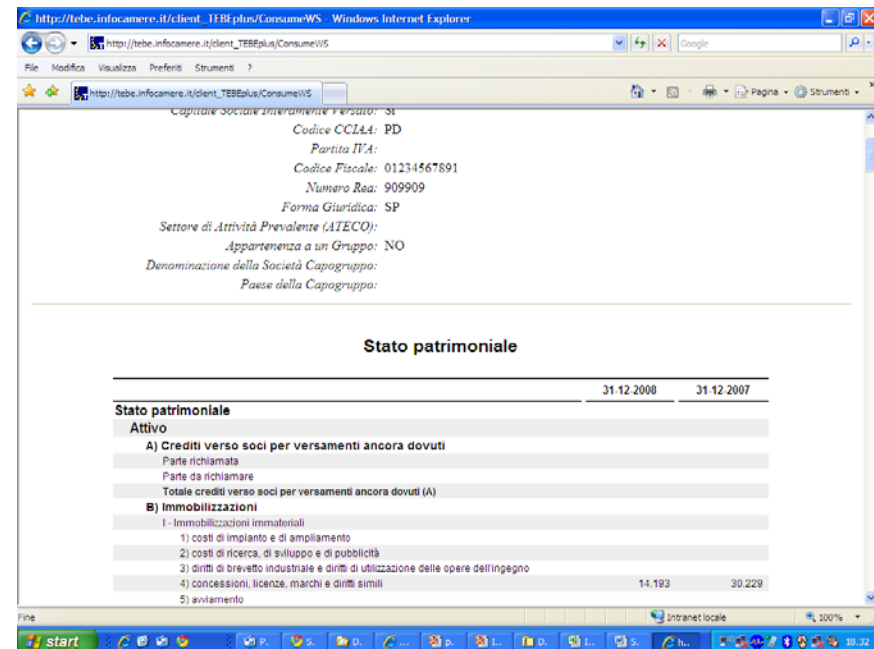 http://tebe.infocamere.it/client_TEBEplus/ConsumeWS - Windows Internet Explorer
http://tebe.infocamere.it/client_TEBEplus/ConsumeWS
Google
File Modifica Visualizza Preferiti Strumenti ?
http://tebe.infocamere.it/client_TEBEplus/ConsumeWS
Pagina Strumenti
Capitale Sociale Interamente Versato: SI
Codice CCIAA: PD
Partita IVA:
Codice Fiscale: 01234567891
Numero Rea: 909909
Forma Giuridica: SP
Settore di Attività Prevalente (ATECO):
Appartenenza a un Gruppo: NO
Denominazione della Società Capogruppo:
Paese della Capogruppo:
Stato patrimoniale
31-12-2008 31-12-2007
Stato patrimoniale
Attivo
A) Crediti verso soci per versamenti ancora dovuti
Parte richiamata
Parte da richiamare
Totale crediti verso soci per versamenti ancora dovuti (A)
B) Immobilizzazioni
I - Immobilizzazioni immateriali
1) costi di impianto e di ampliamento
2) costi di ricerca, di sviluppo e di pubblicità
3) diritti di brevetto industriale e diritti di utilizzazione delle opere dell'ingegno
4) concessioni, licenze, marchi e diritti simili 14.193 30.229
5) avviamento
Fine Intranet locale 100%
start P. S. D. ... p. L. D. L. S. h.. 18.32